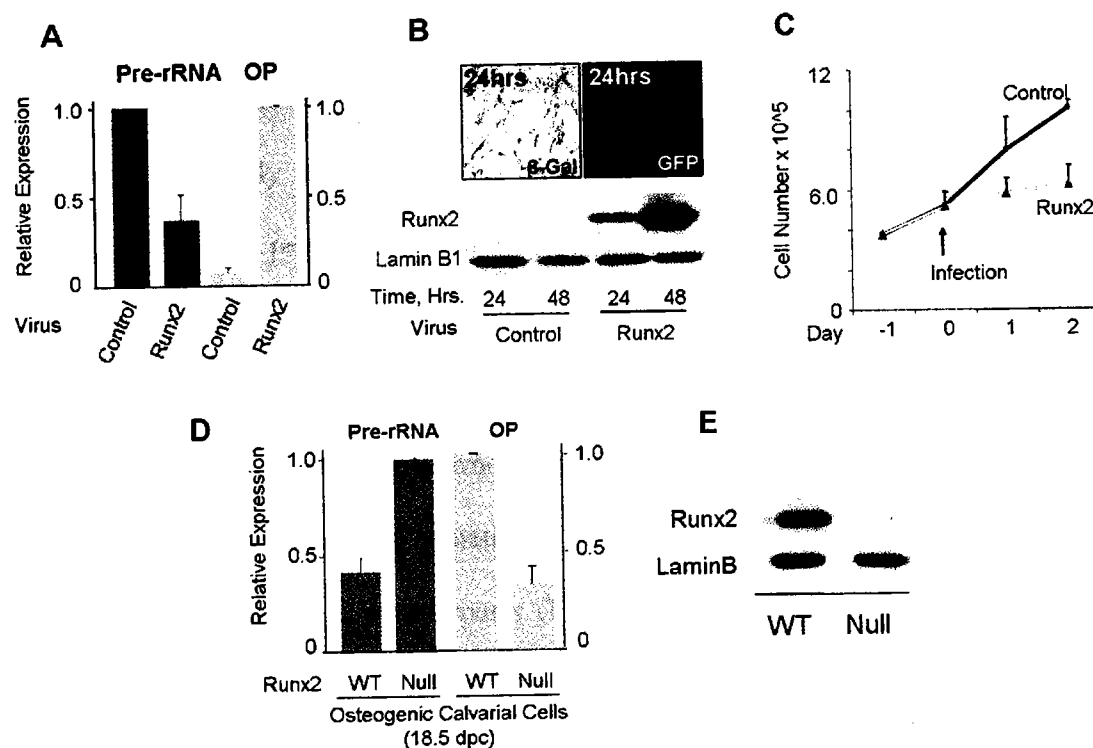 A
Pre-rRNA OP
Relative Expression
1.0
0.5
0
1.0
0.5
0
Virus
Control
Runx2
Control
Runx2
B
24hrs
β-Gal
24hrs
GFP
Runx2
Lamin B1
Time, Hrs. 24 48 24 48
Virus Control Runx2
C
Cell Number x 10^5
12
6.0
0
Control
Runx2
Infection
Day -1 0 1 2
D
Pre-rRNA OP
Relative Expression
1.0
0.5
0
1.0
0.5
0
Runx2 WT Null WT Null
Osteogenic Calvarial Cells
(18.5 dpc)
E
Runx2
LaminB
WT Null